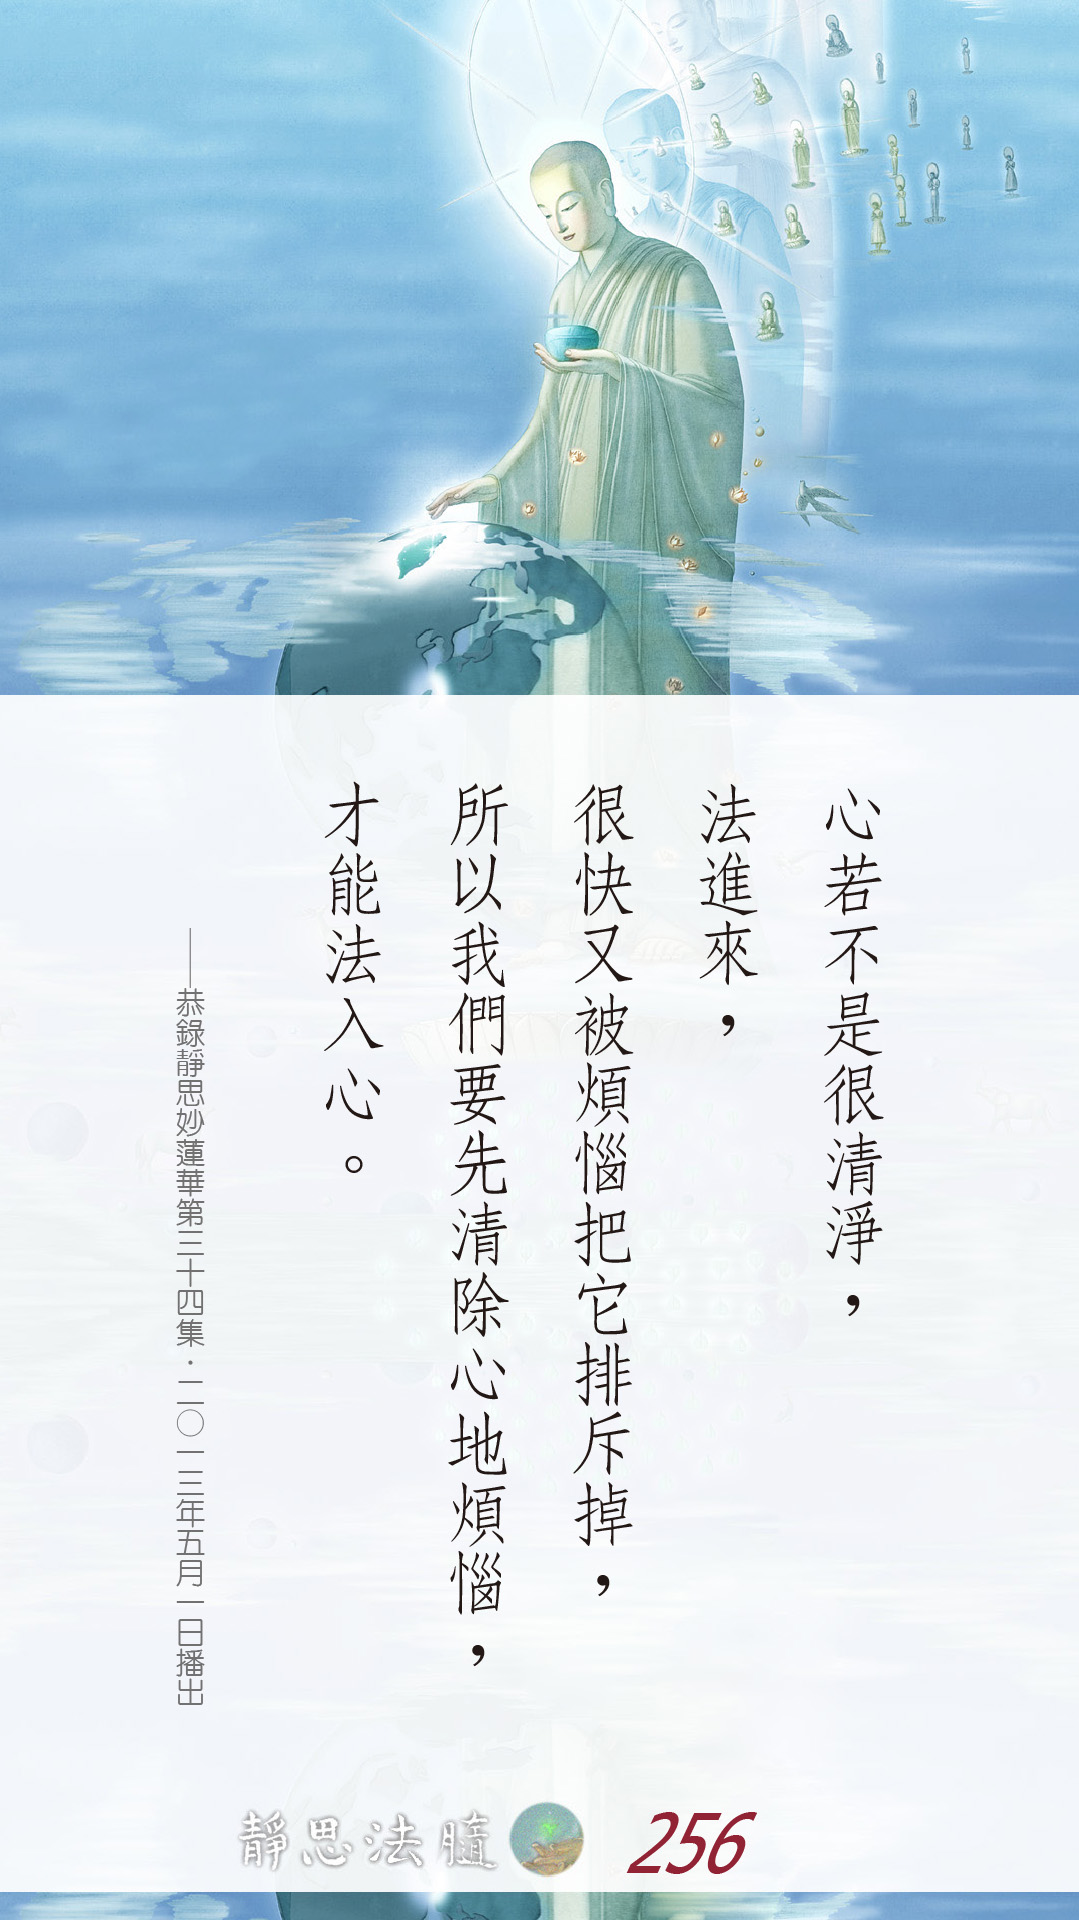 心若不是很清淨，
法進來，
很快又被煩惱把它排斥掉，
所以我們要先清除心地煩惱，
才能法入心。
——恭錄靜思妙蓮華第三十四集．二〇一三年五月一日播出
靜思法髓
256